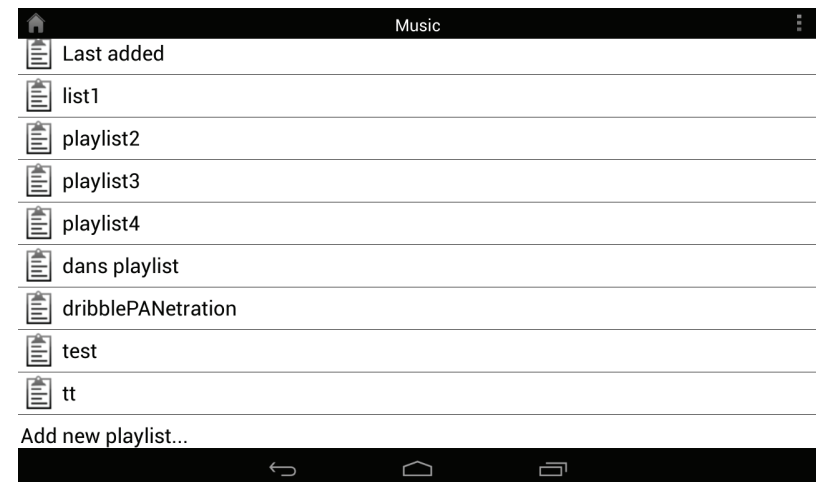 Music
Last added
list1
playlist2
playlist3
playlist4
dans playlist
dribblePANetration
test
tt
Add new playlist...